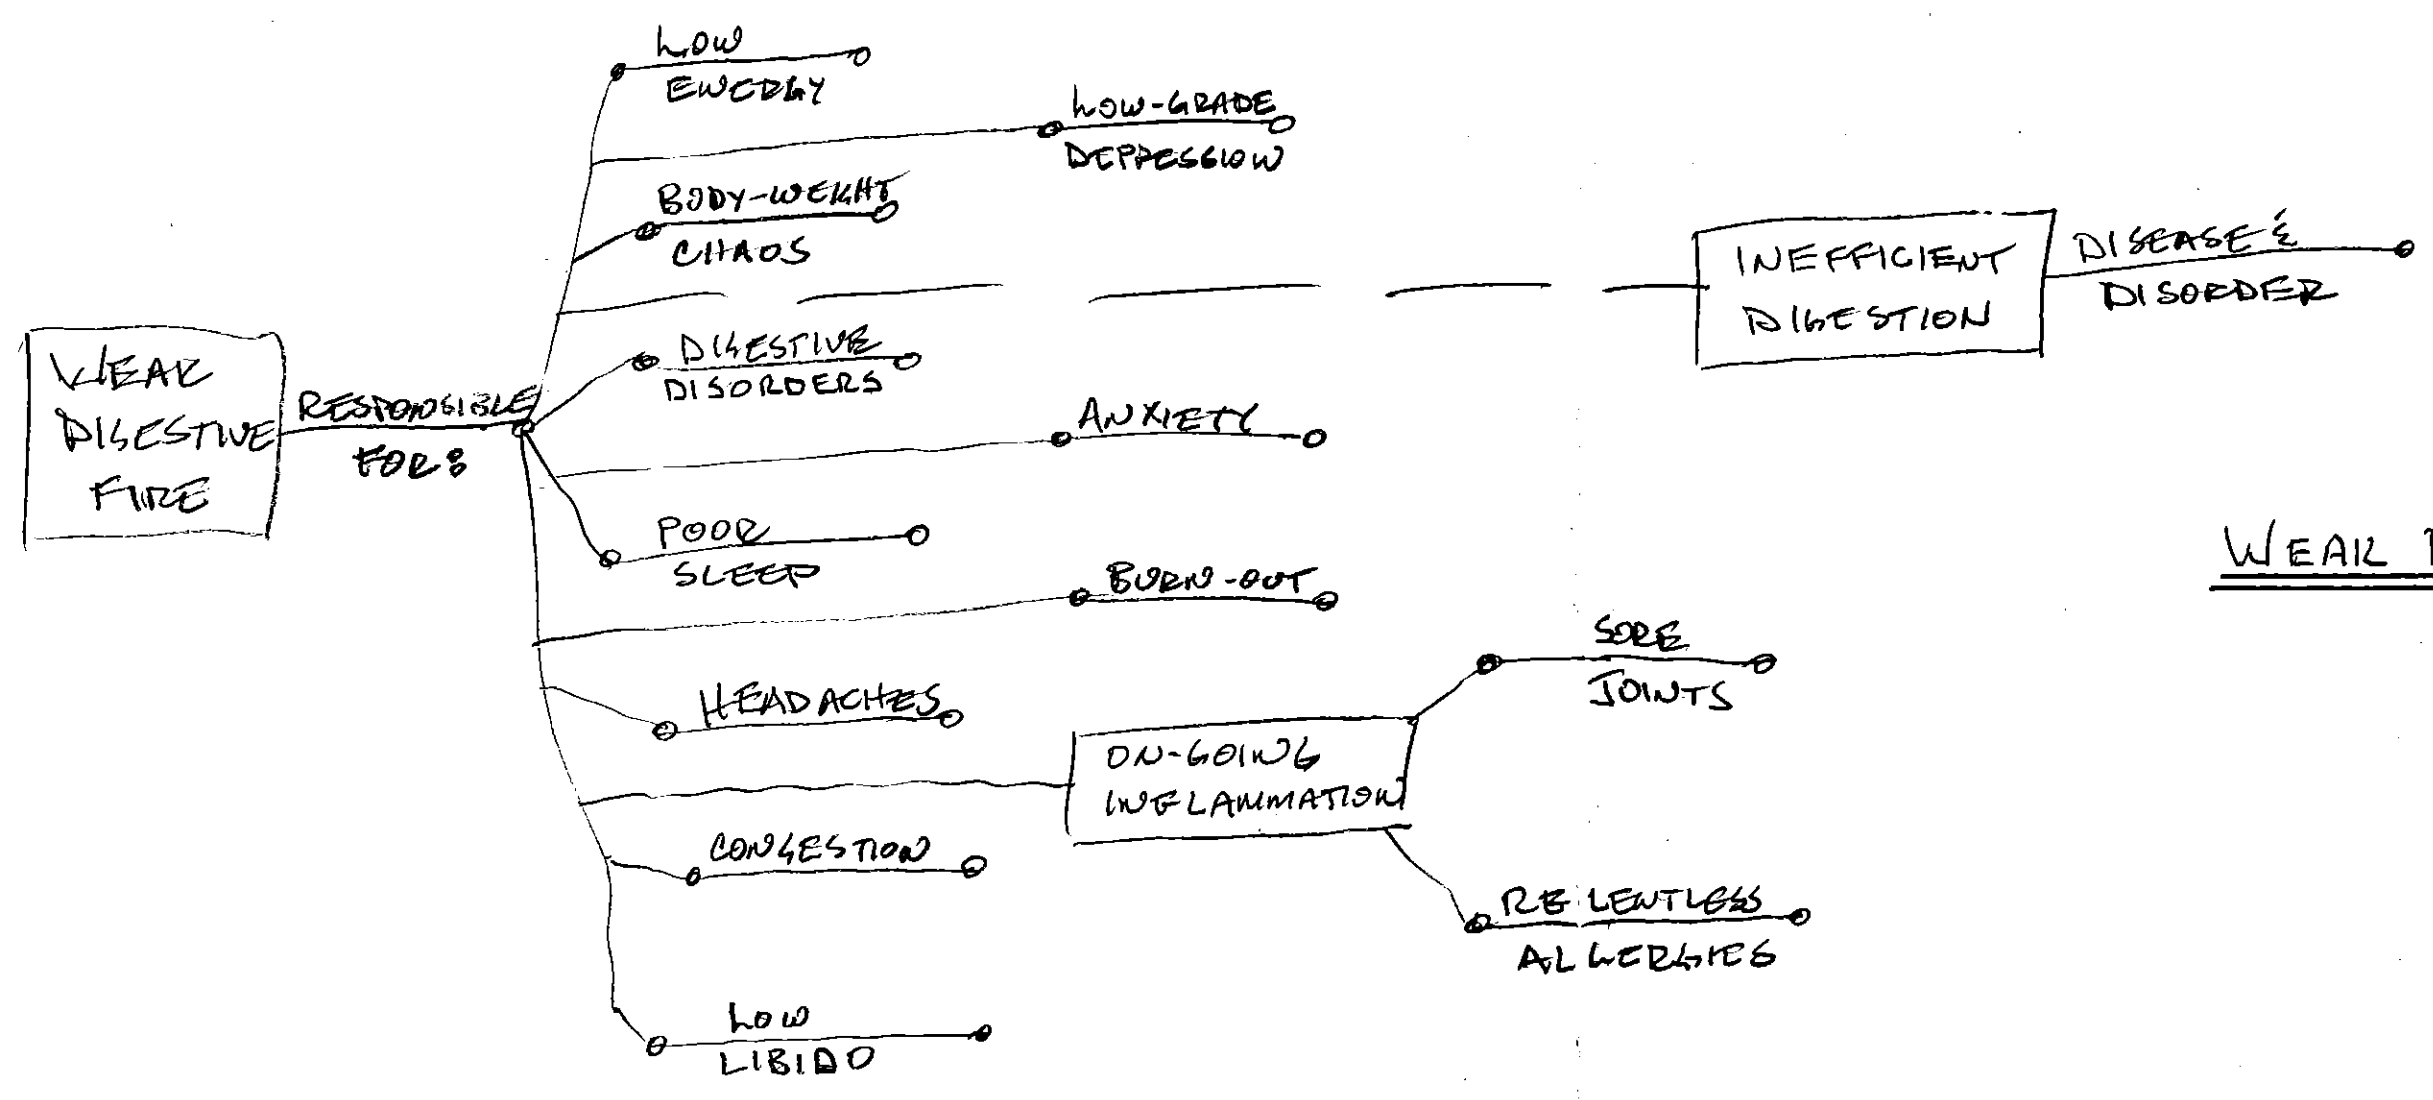 LOW
ENERGY
LOW-GRADE
DEPRESSION
BODY-WEIGHT
CHAOS
INEFFICIENT
DIGESTION
DISEASE &
DISORDER
WEAK
DIGESTIVE
FIRE
RESPONSIBLE
FOR:
DIGESTIVE
DISORDERS
ANXIETY
POOR
SLEEP
BURN-OUT
WEAK
SORE
JOINTS
HEADACHES
ON-GOING
INFLAMMATION
CONGESTION
RELENTLESS
ALLERGIES
LOW
LIBIDO